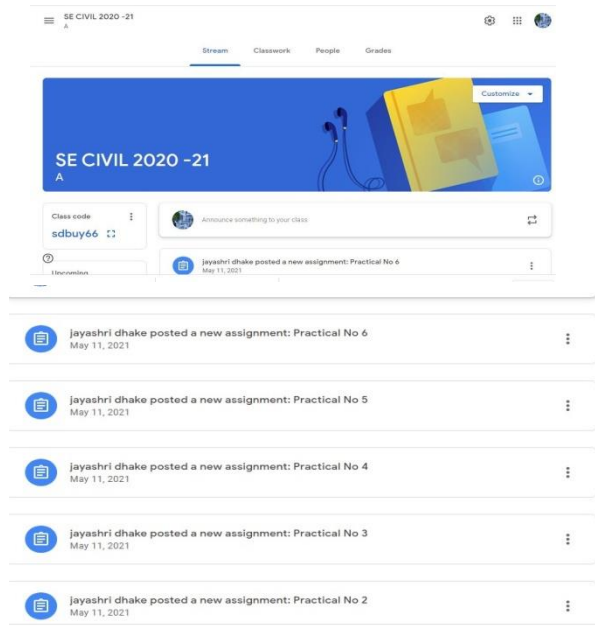 SE CIVIL 2020 -21
A
Stream Classwork People Grades
Customize
SE CIVIL 2020 -21
A
Class code
sdbuy66
Announce something to your class
jayashri dhake posted a new assignment: Practical No 6
May 11, 2021
Upcoming
jayashri dhake posted a new assignment: Practical No 6
May 11, 2021
jayashri dhake posted a new assignment: Practical No 5
May 11, 2021
jayashri dhake posted a new assignment: Practical No 4
May 11, 2021
jayashri dhake posted a new assignment: Practical No 3
May 11, 2021
jayashri dhake posted a new assignment: Practical No 2
May 11, 2021